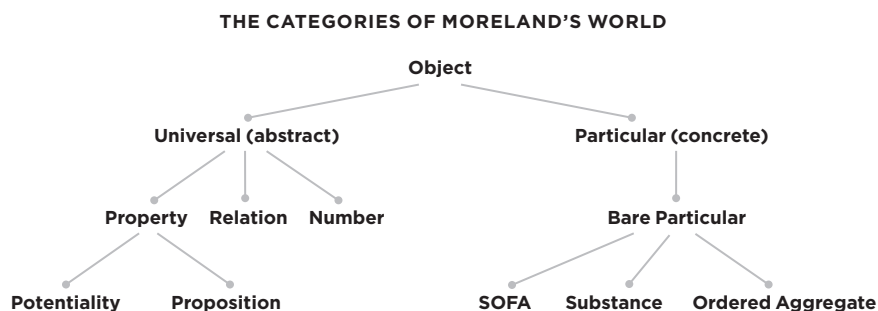 THE CATEGORIES OF MORELAND’S WORLD
Object
Universal (abstract) Particular (concrete)
Property Relation Number Bare Particular
Potentiality Proposition SOFA Substance Ordered Aggregate